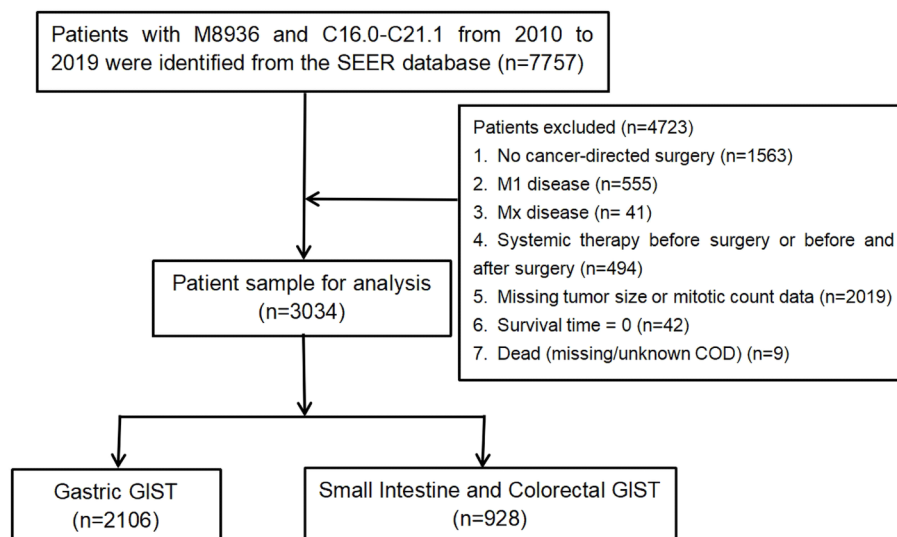 Patients with M8936 and C16.0-C21.1 from 2010 to
2019 were identified from the SEER database (n=7757)
Patients excluded (n=4723)
1. No cancer-directed surgery (n=1563)
2. M1 disease (n=555)
3. Mx disease (n= 41)
4. Systemic therapy before surgery or before and
after surgery (n=494)
5. Missing tumor size or mitotic count data (n=2019)
6. Survival time = 0 (n=42)
7. Dead (missing/unknown COD) (n=9)
Patient sample for analysis
(n=3034)
Gastric GIST
(n=2106)
Small Intestine and Colorectal GIST
(n=928)